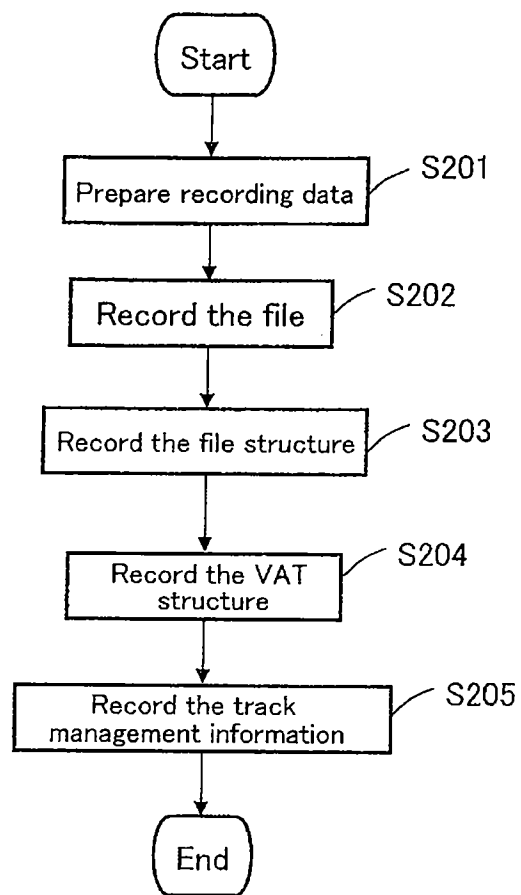 Start
Prepare recording data
S201
Record the file
S202
Record the file structure
S203
Record the VAT
structure
S204
Record the track
management information
S205
End